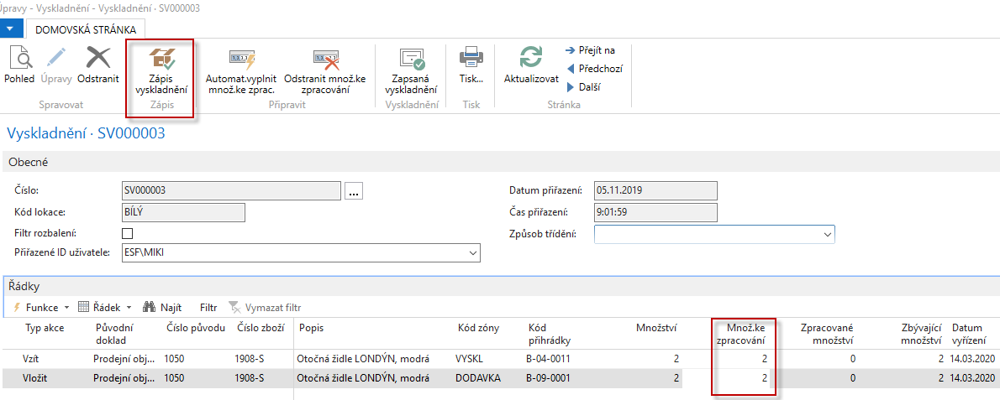 Úpravy - Vyskladnění - Vyskladnění · SV000003
DOMOVSKÁ STRÁNKA
Pohled
Úpravy
Odstranit
Zápis
vyskladnění
Automat.vyplnit
množ.ke zprac.
Odstranit množ.ke
zpracování
Zapsaná
vyskladnění
Tisk...
Aktualizovat
Přejít na
Předchozí
Další
Spravovat
Zápis
Připravit
Vyskladnění
Tisk
Stránka
Vyskladnění · SV000003
Obecné
Číslo: SV000003 ...
Kód lokace: BÍLÝ
Filtr rozbalení:
Přiřazené ID uživatele: ESF\MIKI
Datum přiřazení: 05.11.2019
Čas přiřazení: 9:01:59
Způsob třídění:
Řádky
Funkce Řádek Najít Filtr Vymazat filtr
Typ akce Původní doklad Číslo původu Číslo zboží Popis Kód zóny Kód přihrádky Množství Množ.ke zpracování Zpracované množství Zbývající množství Datum vyřízení
Vzít Prodejní obj... 1050 1908-S Otočná židle LONDÝN, modrá VYSKL B-04-0011 2 2 0 2 14.03.2020
Vložit Prodejní obj... 1050 1908-S Otočná židle LONDÝN, modrá DODAVKA B-09-0001 2 2 0 2 14.03.2020